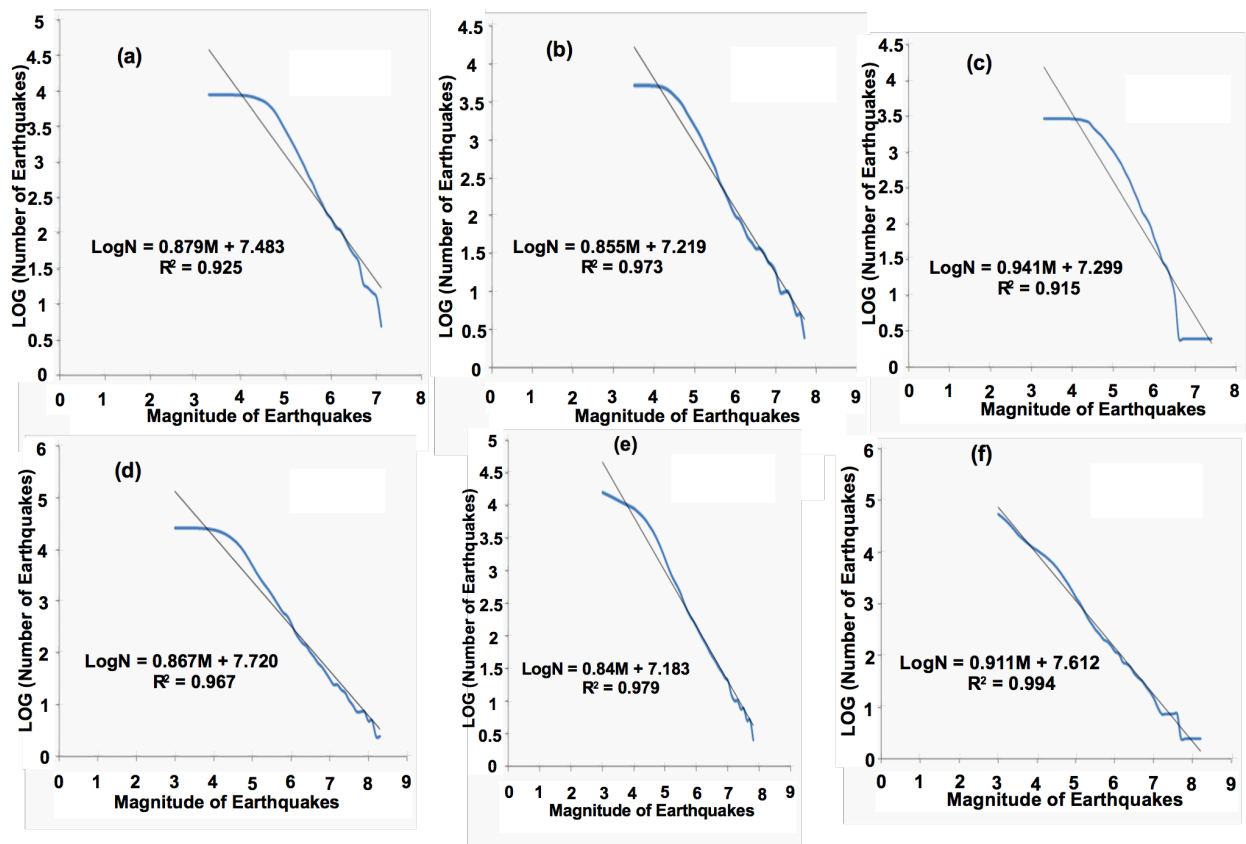 (a)
LOG (Number of Earthquakes)
5
4.5
4
3.5
3
2.5
2
1.5
1
0.5
0
LogN = 0.879M + 7.483
R² = 0.925
0 1 2 3 4 5 6 7 8
Magnitude of Earthquakes
(b)
LOG (Number of Earthquakes)
4.5
4
3.5
3
2.5
2
1.5
1
0.5
0
LogN = 0.855M + 7.219
R² = 0.973
0 1 2 3 4 5 6 7 8 9
Magnitude of Earthquakes
(c)
LOG (Number of Earthquakes)
4.5
4
3.5
3
2.5
2
1.5
1
0.5
0
LogN = 0.941M + 7.299
R² = 0.915
0 1 2 3 4 5 6 7 8
Magnitude of Earthquakes
(d)
LOG (Number of Earthquakes)
6
5
4
3
2
1
0
LogN = 0.867M + 7.720
R² = 0.967
0 1 2 3 4 5 6 7 8 9
Magnitude of Earthquakes
(e)
LOG (Number of Earthquakes)
5
4.5
4
3.5
3
2.5
2
1.5
1
0.5
0
LogN = 0.84M + 7.183
R² = 0.979
0 1 2 3 4 5 6 7 8 9
Magnitude of Earthquakes
(f)
LOG (Number of Earthquakes)
6
5
4
3
2
1
0
LogN = 0.911M + 7.612
R² = 0.994
0 1 2 3 4 5 6 7 8 9
Magnitude of Earthquakes